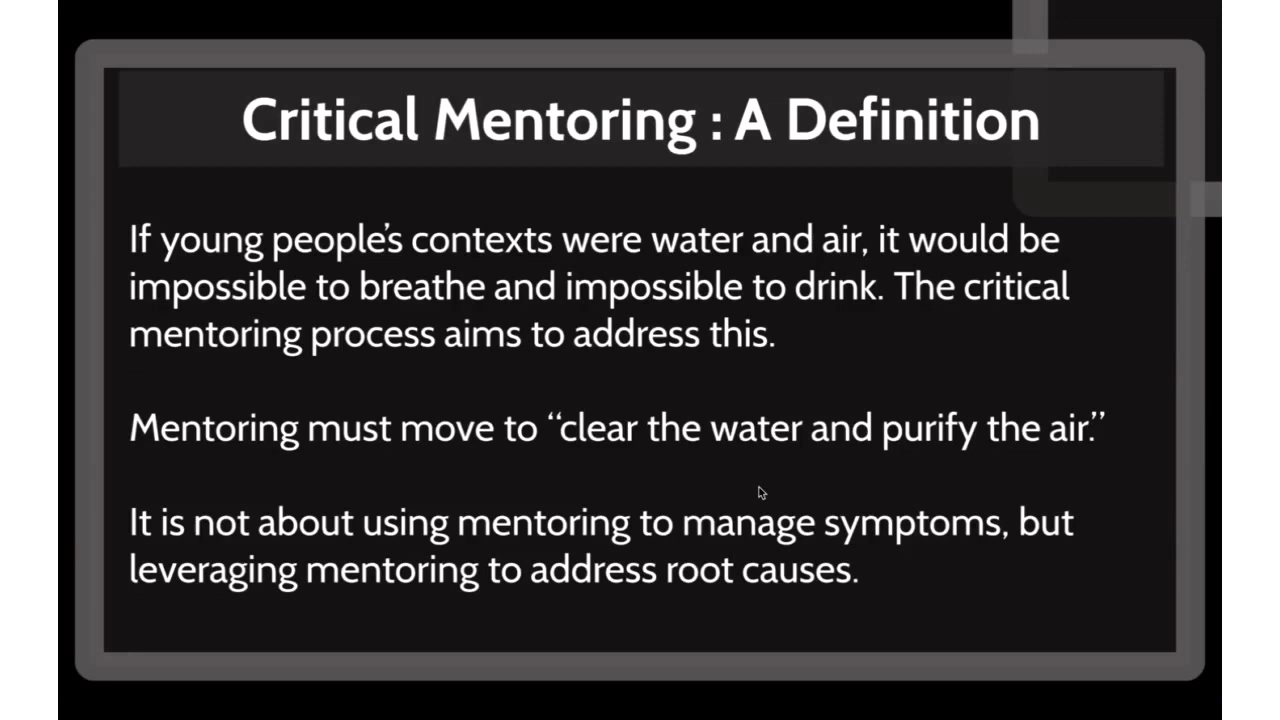 Critical Mentoring : A Definition
If young people’s contexts were water and air, it would be
impossible to breathe and impossible to drink. The critical
mentoring process aims to address this.
Mentoring must move to “clear the water and purify the air.”
It is not about using mentoring to manage symptoms, but
leveraging mentoring to address root causes.